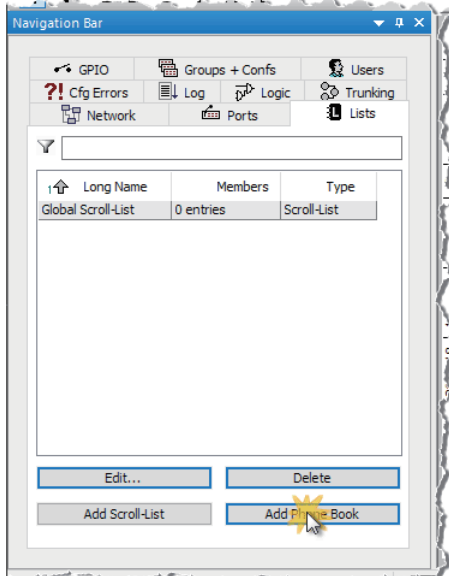 Navigation Bar
GPIO Groups + Confs Users
?! Cfg Errors Log Logic Trunking
Network Ports L Lists
1 Long Name Members Type
Global Scroll-List 0 entries Scroll-List
Edit... Delete
Add Scroll-List Add Phone Book